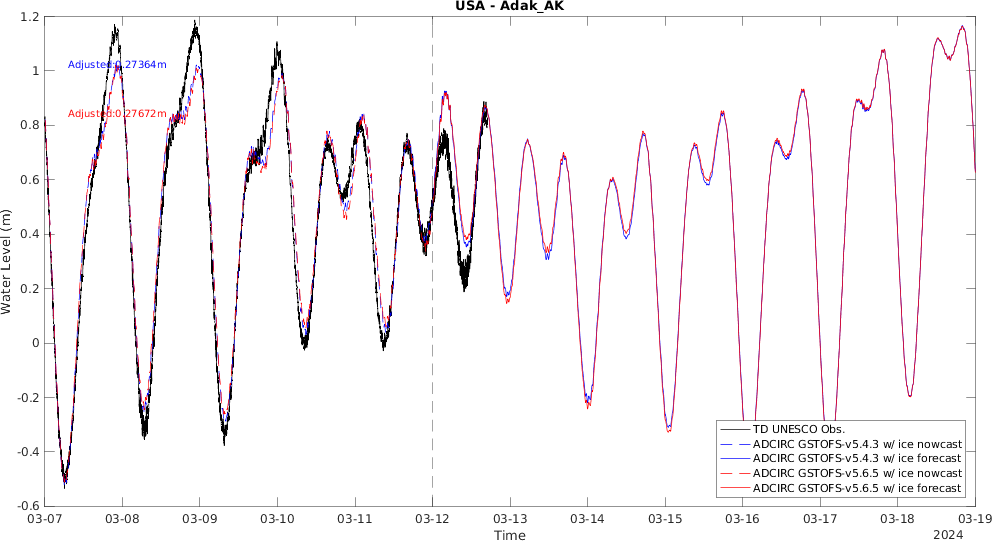 USA - Adak_AK
1.2
1
0.8
0.6
0.4
0.2
0
-0.2
-0.4
-0.6
Water Level (m)
Adjusted:0.27364m
Adjusted:0.27672m
TD UNESCO Obs.
ADCIRC GSTOFS-v5.4.3 w/ ice nowcast
ADCIRC GSTOFS-v5.4.3 w/ ice forecast
ADCIRC GSTOFS-v5.6.5 w/ ice nowcast
ADCIRC GSTOFS-v5.6.5 w/ ice forecast
03-07 03-08 03-09 03-10 03-11 03-12 03-13 03-14 03-15 03-16 03-17 03-18 03-19
Time
2024